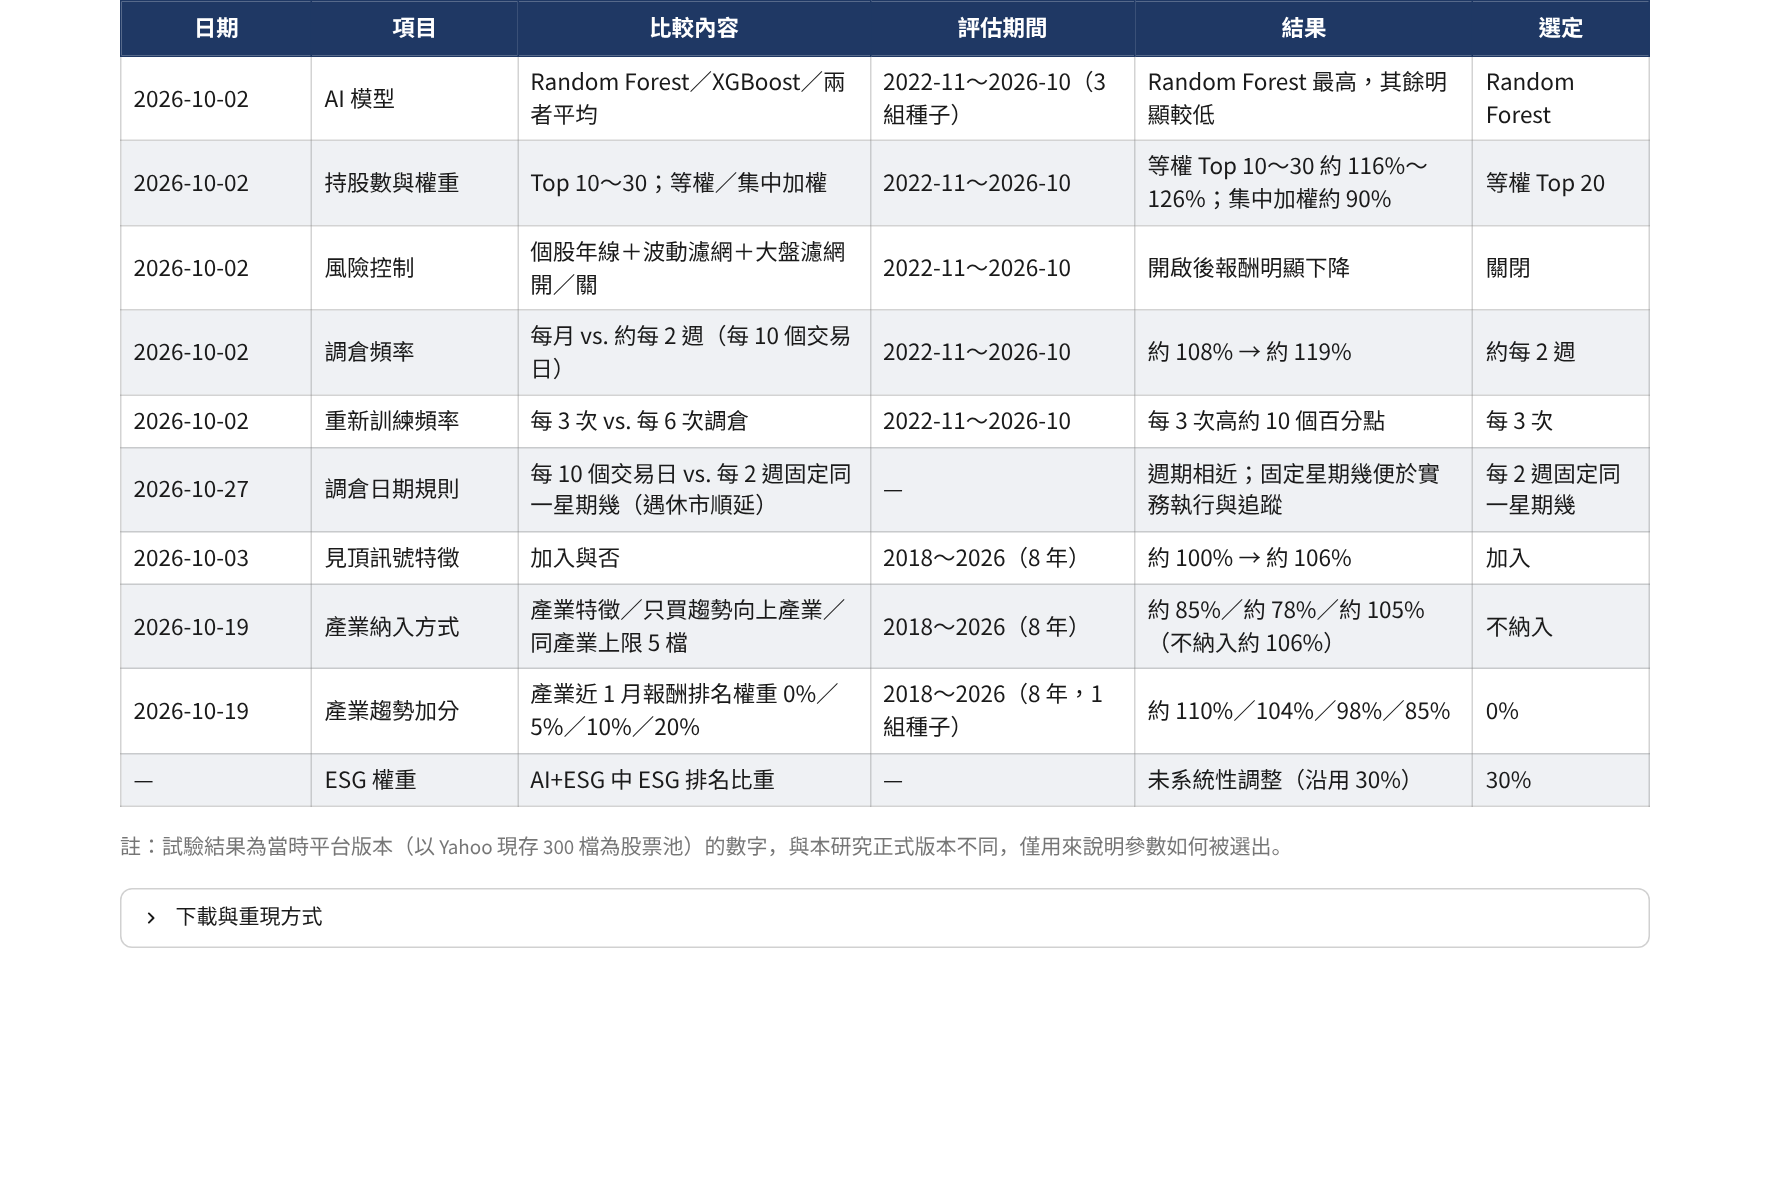 日期 項目 比較內容 評估期間 結果 選定
2026-10-02 AI 模型 Random Forest／XGBoost／兩者平均 2022-11～2026-10（3 組種子） Random Forest 最高，其餘明顯較低 Random Forest
2026-10-02 持股數與權重 Top 10～30；等權／集中加權 2022-11～2026-10 等權 Top 10～30 約 116%～126%；集中加權約 90% 等權 Top 20
2026-10-02 風險控制 個股年線＋波動濾網＋大盤濾網開／關 2022-11～2026-10 開啟後報酬明顯下降 關閉
2026-10-02 調倉頻率 每月 vs. 約每 2 週（每 10 個交易日） 2022-11～2026-10 約 108% → 約 119% 約每 2 週
2026-10-02 重新訓練頻率 每 3 次 vs. 每 6 次調倉 2022-11～2026-10 每 3 次高約 10 個百分點 每 3 次
2026-10-27 調倉日期規則 每 10 個交易日 vs. 每 2 週固定同一星期幾（遇休市順延） — 週期相近；固定星期幾便於實務執行與追蹤 每 2 週固定同一星期幾
2026-10-03 見頂訊號特徵 加入與否 2018～2026（8 年） 約 100% → 約 106% 加入
2026-10-19 產業納入方式 產業特徵／只買趨勢向上產業／同產業上限 5 檔 2018～2026（8 年） 約 85%／約 78%／約 105%（不納入約 106%） 不納入
2026-10-19 產業趨勢加分 產業近 1 月報酬排名權重 0%／5%／10%／20% 2018～2026（8 年，1 組種子） 約 110%／104%／98%／85% 0%
— ESG 權重 AI+ESG 中 ESG 排名比重 — 未系統性調整（沿用 30%） 30%
註：試驗結果為當時平台版本（以 Yahoo 現存 300 檔為股票池）的數字，與本研究正式版本不同，僅用來說明參數如何被選出。
下載與重現方式